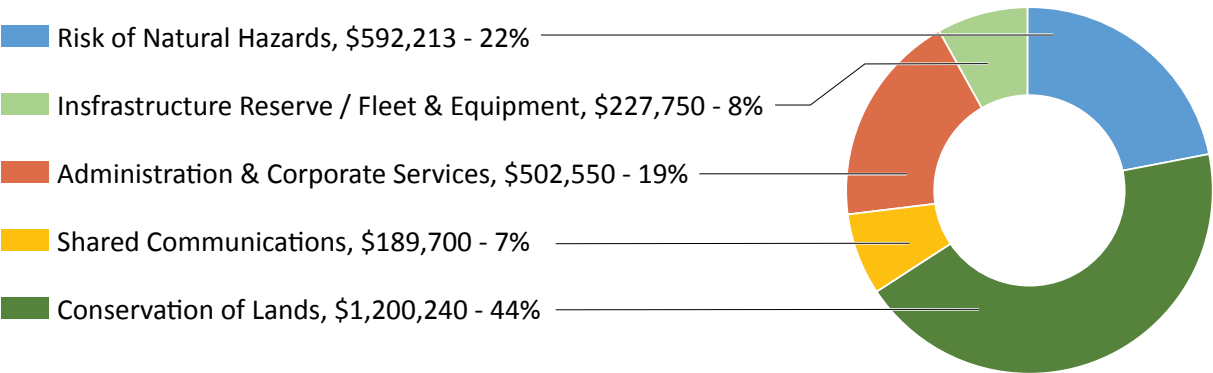 Risk of Natural Hazards, $592,213 - 22%
Insfrastructure Reserve / Fleet & Equipment, $227,750 - 8%
Administration & Corporate Services, $502,550 - 19%
Shared Communications, $189,700 - 7%
Conservation of Lands, $1,200,240 - 44%